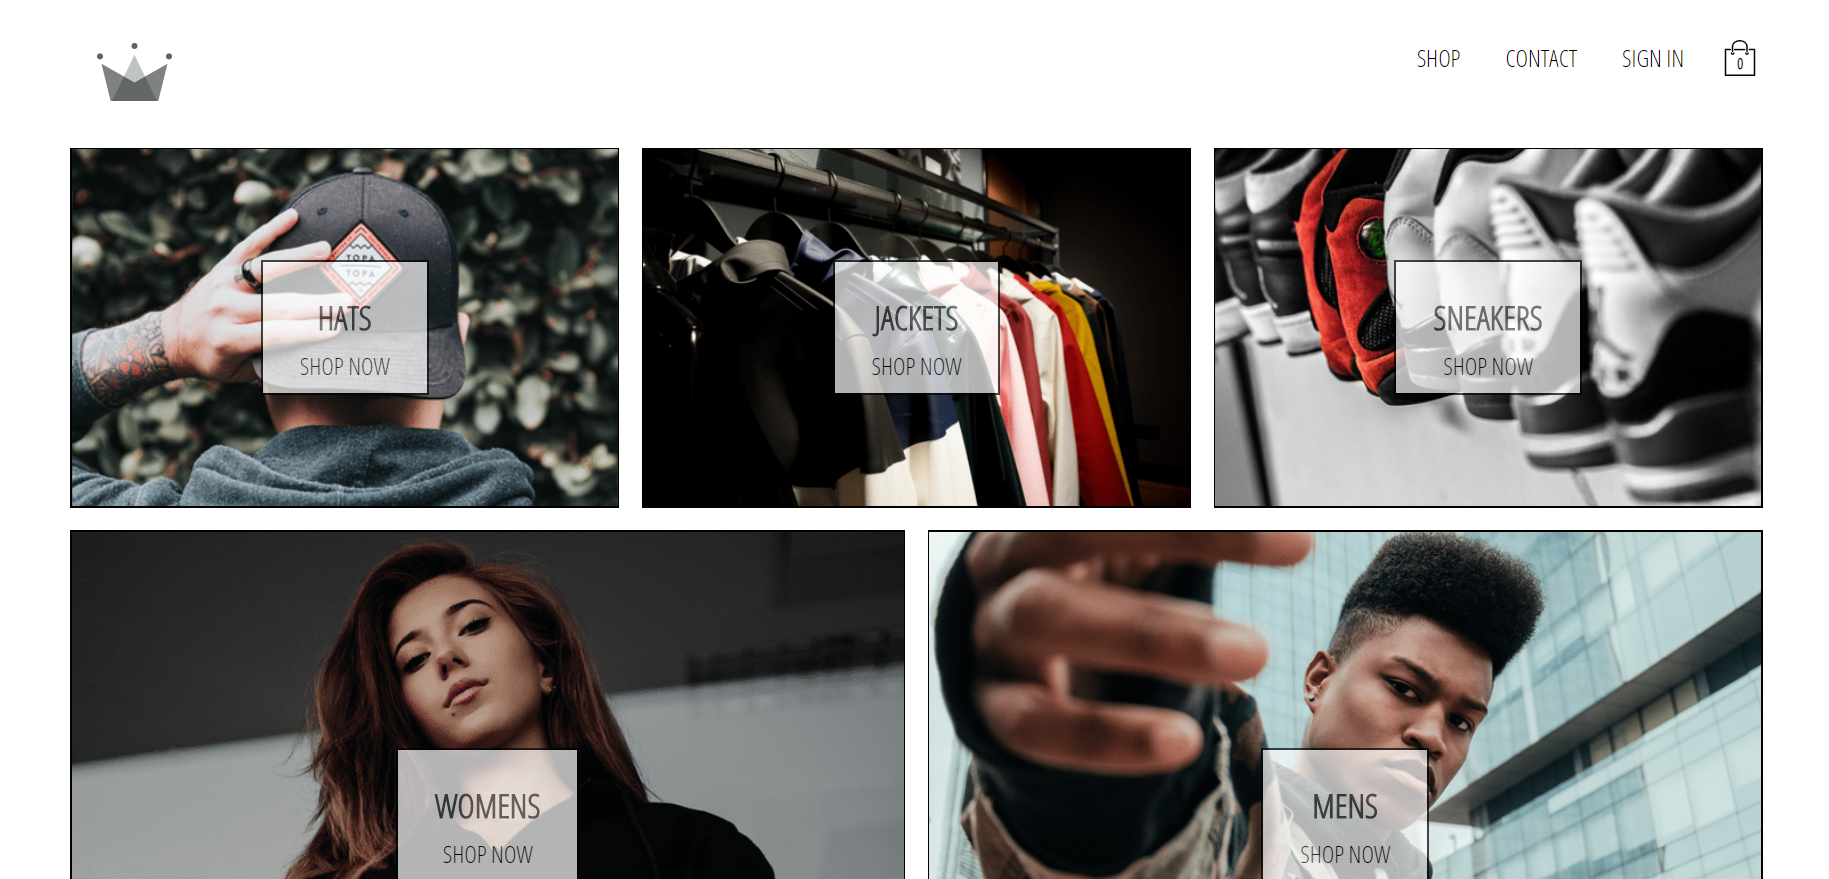 SHOP
CONTACT
SIGN IN
0
TOPA
TOPA
HATS
SHOP NOW
JACKETS
SHOP NOW
SNEAKERS
SHOP NOW
WOMENS
SHOP NOW
MENS
SHOP NOW